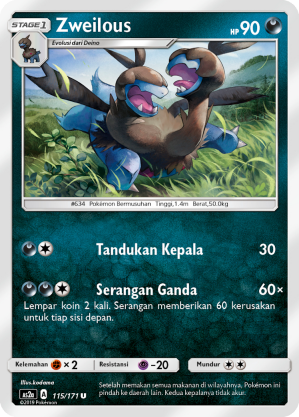 STAGE1 Zweilous HP90
Evolusi dari Deino
#634 Pokémon Bermusuhan Tinggi,1.4m Berat,50.0kg
Tandukan Kepala 30
Serangan Ganda 60×
Lempar koin 2 kali. Serangan memberikan 60 kerusakan
untuk tiap sisi depan.
Kelemahan × 2 Resistansi -20 Mundur
Illus.kodama
A 115/171 U
©2019 Pokémon
Setelah memakan semua makanan di wilayahnya, Pokémon ini
pindah ke area lain. Kedua kepalanya tidak akur.